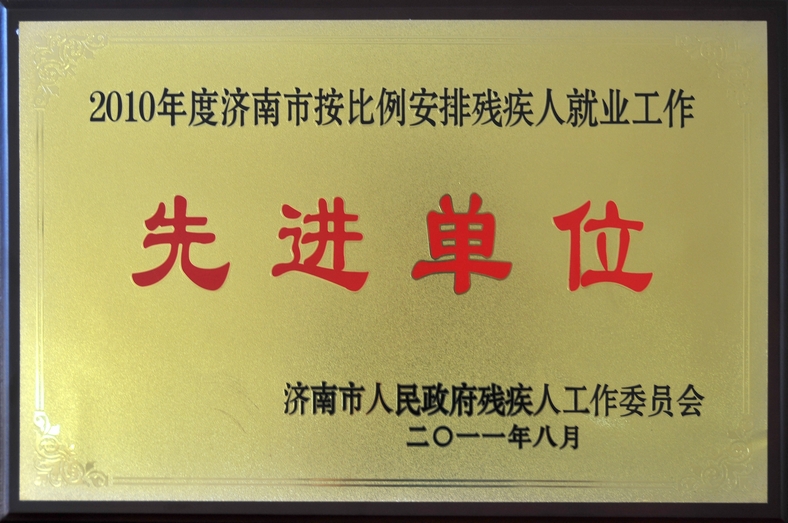 2010年度济南市按比例安排残疾人就业工作
先进单位
济南市人民政府残疾人工作委员会
二〇一一年八月